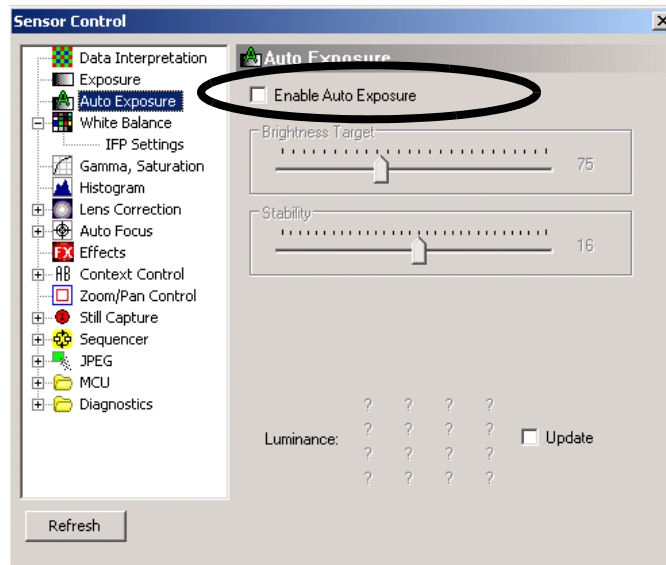 Sensor Control
Data Interpretation
Exposure
Auto Exposure
White Balance
IFP Settings
Gamma, Saturation
Histogram
Lens Correction
Auto Focus
FX Effects
AB Context Control
Zoom/Pan Control
Still Capture
Sequencer
JPEG
MCU
Diagnostics
Refresh
A Auto Exposure
Enable Auto Exposure
Brightness Target
75
Stability
16
? ? ? ?
? ? ? ?
Luminance:
? ? ? ?
? ? ? ?
Update